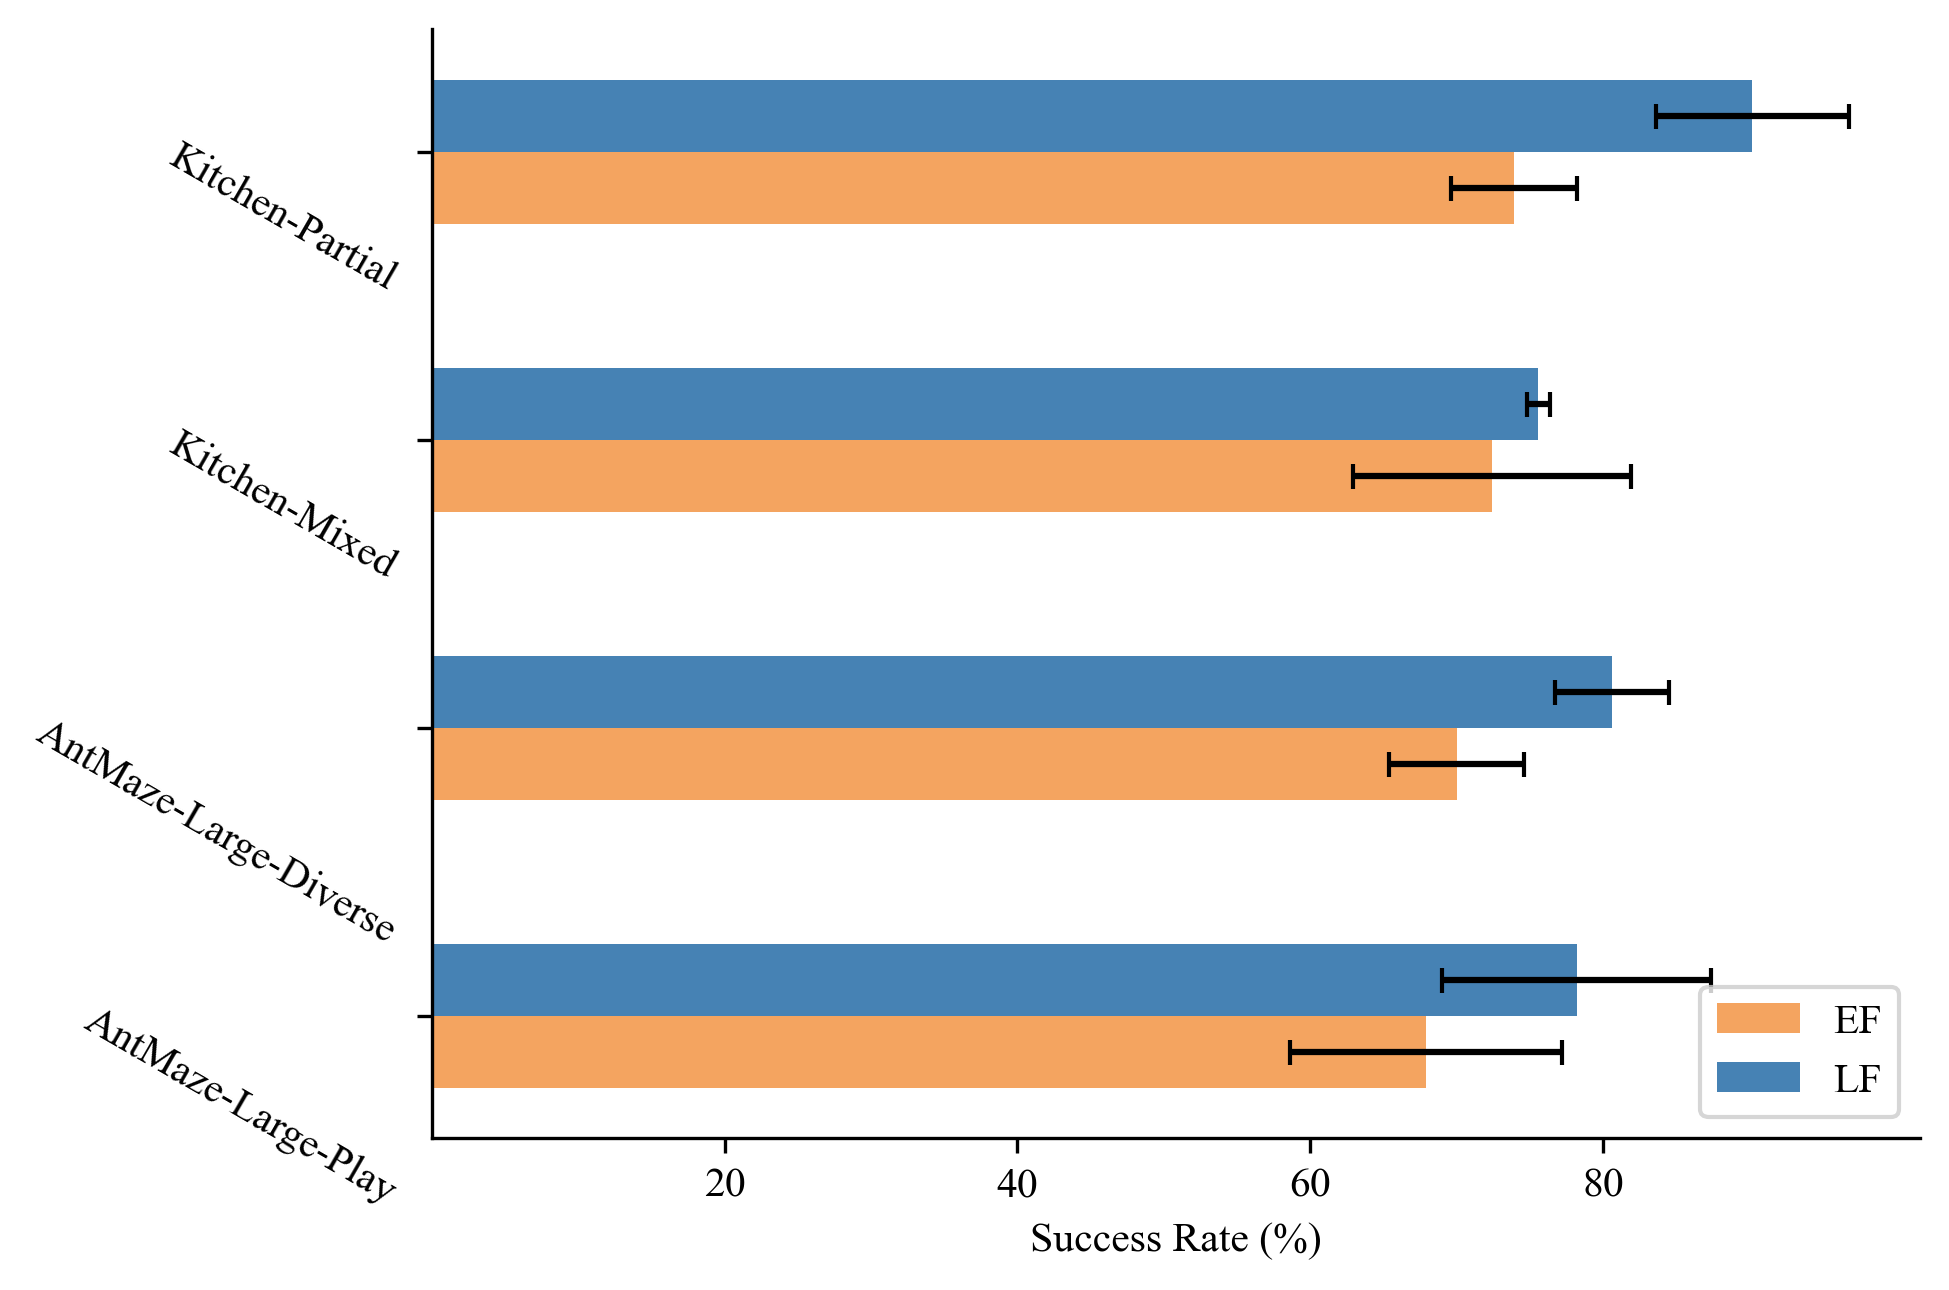 Kitchen-Partial
Kitchen-Mixed
AntMaze-Large-Diverse
AntMaze-Large-Play
EF
LF
20 40 60 80
Success Rate (%)